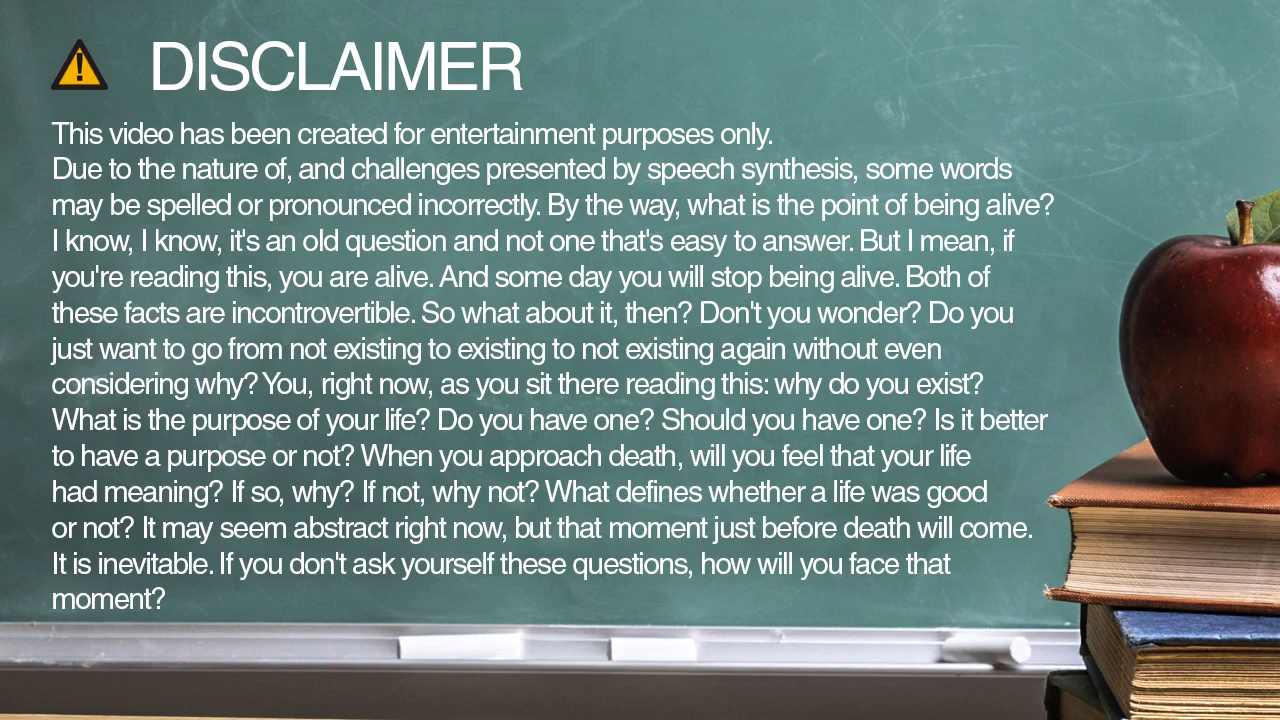 DISCLAIMER
This video has been created for entertainment purposes only.
Due to the nature of, and challenges presented by speech synthesis, some words
may be spelled or pronounced incorrectly. By the way, what is the point of being alive?
I know, I know, it's an old question and not one that's easy to answer. But I mean, if
you're reading this, you are alive. And some day you will stop being alive. Both of
these facts are incontrovertible. So what about it, then? Don't you wonder? Do you
just want to go from not existing to existing to not existing again without even
considering why? You, right now, as you sit there reading this: why do you exist?
What is the purpose of your life? Do you have one? Should you have one? Is it better
to have a purpose or not? When you approach death, will you feel that your life
had meaning? If so, why? If not, why not? What defines whether a life was good
or not? It may seem abstract right now, but that moment just before death will come.
It is inevitable. If you don't ask yourself these questions, how will you face that
moment?